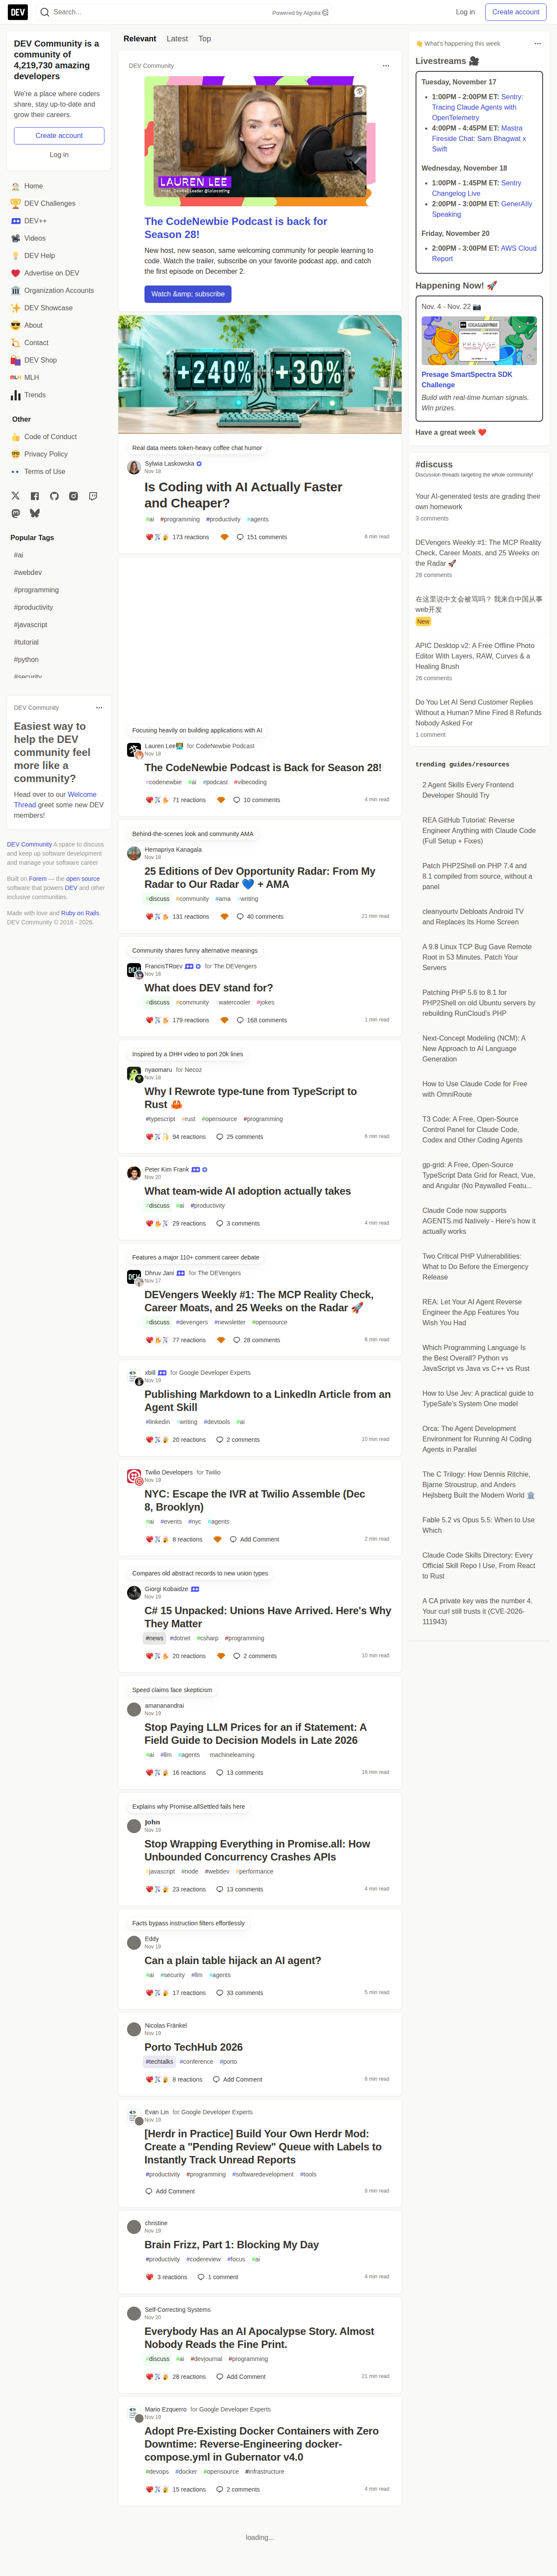 DEV
Search...
Powered by Algolia
Log in
Create account
DEV Community is a
community of
4,219,730 amazing
developers
We're a place where coders
share, stay up-to-date and
grow their careers.
Create account
Log in
Home
DEV Challenges
DEV++
Videos
DEV Help
Advertise on DEV
Organization Accounts
DEV Showcase
About
Contact
DEV Shop
MLH
Trends
Other
Code of Conduct
Privacy Policy
Terms of Use
Popular Tags
#ai
#webdev
#programming
#productivity
#javascript
#tutorial
#python
#security
DEV Community
Easiest way to
help the DEV
community feel
more like a
community?
Head over to our Welcome
Thread and greet some new DEV
members!
DEV Community A space to discuss
and keep up software development
and manage your software career
Built on Forem — the open source
software that powers DEV and other
inclusive communities.
Made with love and Ruby on Rails.
DEV Community © 2016 - 2026.
Relevant
Latest
Top
DEV Community
LAUREN LEE
The CodeNewbie Podcast is back for
Season 28!
New host, new season, same welcoming community for people learning to
code. Watch the trailer, subscribe on your favorite podcast app, and catch
the first episode on December 2.
Watch &amp; subscribe
+240%
+30%
Real data meets token-heavy coffee chat humor
Sylwia Laskowska
Nov 18
Is Coding with AI Actually Faster
and Cheaper?
#ai #programming #productivity #agents
173 reactions
151 comments
6 min read
Focusing heavily on building applications with AI
Lauren Lee for CodeNewbie Podcast
Nov 18
The CodeNewbie Podcast is Back for Season 28!
#codenewbie #ai #podcast #vibecoding
71 reactions
10 comments
4 min read
Behind-the-scenes look and community AMA
Hemapriya Kanagala
Nov 18
25 Editions of Dev Opportunity Radar: From My
Radar to Our Radar 💙 + AMA
#discuss #community #ama #writing
131 reactions
40 comments
21 min read
Community shares funny alternative meanings
FrancisTRᴅᴇᴠ for The DEVengers
Nov 16
What does DEV stand for?
#discuss #community #watercooler #jokes
179 reactions
168 comments
1 min read
Inspired by a DHH video to port 20k lines
nyaomaru for Necoz
Nov 18
Why I Rewrote type-tune from TypeScript to
Rust 🦀
#typescript #rust #opensource #programming
94 reactions
25 comments
6 min read
Peter Kim Frank
Nov 20
What team-wide AI adoption actually takes
#discuss #ai #productivity
29 reactions
3 comments
4 min read
Features a major 110+ comment career debate
Dhruv Jani for The DEVengers
Nov 17
DEVengers Weekly #1: The MCP Reality Check,
Career Moats, and 25 Weeks on the Radar 🚀
#discuss #devengers #newsletter #opensource
77 reactions
28 comments
6 min read
xbill for Google Developer Experts
Nov 19
Publishing Markdown to a LinkedIn Article from an
Agent Skill
#linkedin #writing #devtools #ai
20 reactions
2 comments
10 min read
Twilio Developers for Twilio
Nov 19
NYC: Escape the IVR at Twilio Assemble (Dec
8, Brooklyn)
#ai #events #nyc #agents
8 reactions
Add Comment
2 min read
Compares old abstract records to new union types
Giorgi Kobaidze
Nov 19
C# 15 Unpacked: Unions Have Arrived. Here's Why
They Matter
#news #dotnet #csharp #programming
20 reactions
2 comments
10 min read
Speed claims face skepticism
amananandrai
Nov 19
Stop Paying LLM Prices for an if Statement: A
Field Guide to Decision Models in Late 2026
#ai #llm #agents machinelearning
16 reactions
13 comments
16 min read
Explains why Promise.allSettled fails here
John
Nov 19
Stop Wrapping Everything in Promise.all: How
Unbounded Concurrency Crashes APIs
#javascript #node #webdev #performance
23 reactions
13 comments
4 min read
Facts bypass instruction filters effortlessly
Eddy
Nov 19
Can a plain table hijack an AI agent?
#ai #security #llm #agents
17 reactions
33 comments
5 min read
Nicolas Fränkel
Nov 19
Porto TechHub 2026
#techtalks #conference #porto
8 reactions
Add Comment
6 min read
Evan Lin for Google Developer Experts
Nov 19
[Herdr in Practice] Build Your Own Herdr Mod:
Create a "Pending Review" Queue with Labels to
Instantly Track Unread Reports
#productivity #programming #softwaredevelopment #tools
Add Comment
8 min read
christine
Nov 19
Brain Frizz, Part 1: Blocking My Day
#productivity #codereview #focus #ai
3 reactions
1 comment
4 min read
Self-Correcting Systems
Nov 20
Everybody Has an AI Apocalypse Story. Almost
Nobody Reads the Fine Print.
#discuss #ai #devjournal #programming
28 reactions
Add Comment
21 min read
Mario Ezquerro for Google Developer Experts
Nov 19
Adopt Pre-Existing Docker Containers with Zero
Downtime: Reverse-Engineering docker-
compose.yml in Gubernator v4.0
#devops #docker #opensource #infrastructure
15 reactions
2 comments
4 min read
loading...
👋 What's happening this week
Livestreams 🎥
Tuesday, November 17
1:00PM - 2:00PM ET: Sentry:
Tracing Claude Agents with
OpenTelemetry
4:00PM - 4:45PM ET: Mastra
Fireside Chat: Sam Bhagwat x
Swift
Wednesday, November 18
1:00PM - 1:45PM ET: Sentry
Changelog Live
2:00PM - 3:00PM ET: GenerAlly
Speaking
Friday, November 20
2:00PM - 3:00PM ET: AWS Cloud
Report
Happening Now! 🚀
Nov. 4 - Nov. 22 📷
CHALLENGES
PRESAGE
Presage SmartSpectra SDK
Challenge
Build with real-time human signals.
Win prizes.
Have a great week ❤️
#discuss
Discussion threads targeting the whole community!
Your AI-generated tests are grading their
own homework
3 comments
DEVengers Weekly #1: The MCP Reality
Check, Career Moats, and 25 Weeks on
the Radar 🚀
28 comments
在这里说中文会被骂吗？ 我来自中国从事
web开发
New
APIC Desktop v2: A Free Offline Photo
Editor With Layers, RAW, Curves & a
Healing Brush
26 comments
Do You Let AI Send Customer Replies
Without a Human? Mine Fired 8 Refunds
Nobody Asked For
1 comment
trending guides/resources
2 Agent Skills Every Frontend
Developer Should Try
REA GitHub Tutorial: Reverse
Engineer Anything with Claude Code
(Full Setup + Fixes)
Patch PHP2Shell on PHP 7.4 and
8.1 compiled from source, without a
panel
cleanyourtv Debloats Android TV
and Replaces Its Home Screen
A 9.8 Linux TCP Bug Gave Remote
Root in 53 Minutes. Patch Your
Servers
Patching PHP 5.6 to 8.1 for
PHP2Shell on old Ubuntu servers by
rebuilding RunCloud's PHP
Next-Concept Modeling (NCM): A
New Approach to AI Language
Generation
How to Use Claude Code for Free
with OmniRoute
T3 Code: A Free, Open-Source
Control Panel for Claude Code,
Codex and Other Coding Agents
gp-grid: A Free, Open-Source
TypeScript Data Grid for React, Vue,
and Angular (No Paywalled Featu...
Claude Code now supports
AGENTS.md Natively - Here's how it
actually works
Two Critical PHP Vulnerabilities:
What to Do Before the Emergency
Release
REA: Let Your AI Agent Reverse
Engineer the App Features You
Wish You Had
Which Programming Language Is
the Best Overall? Python vs
JavaScript vs Java vs C++ vs Rust
How to Use Jev: A practical guide to
TypeSafe's System One model
Orca: The Agent Development
Environment for Running AI Coding
Agents in Parallel
The C Trilogy: How Dennis Ritchie,
Bjarne Stroustrup, and Anders
Hejlsberg Built the Modern World 🏛️
Fable 5.2 vs Opus 5.5: When to Use
Which
Claude Code Skills Directory: Every
Official Skill Repo I Use, From React
to Rust
A CA private key was the number 4.
Your curl still trusts it (CVE-2026-
111943)